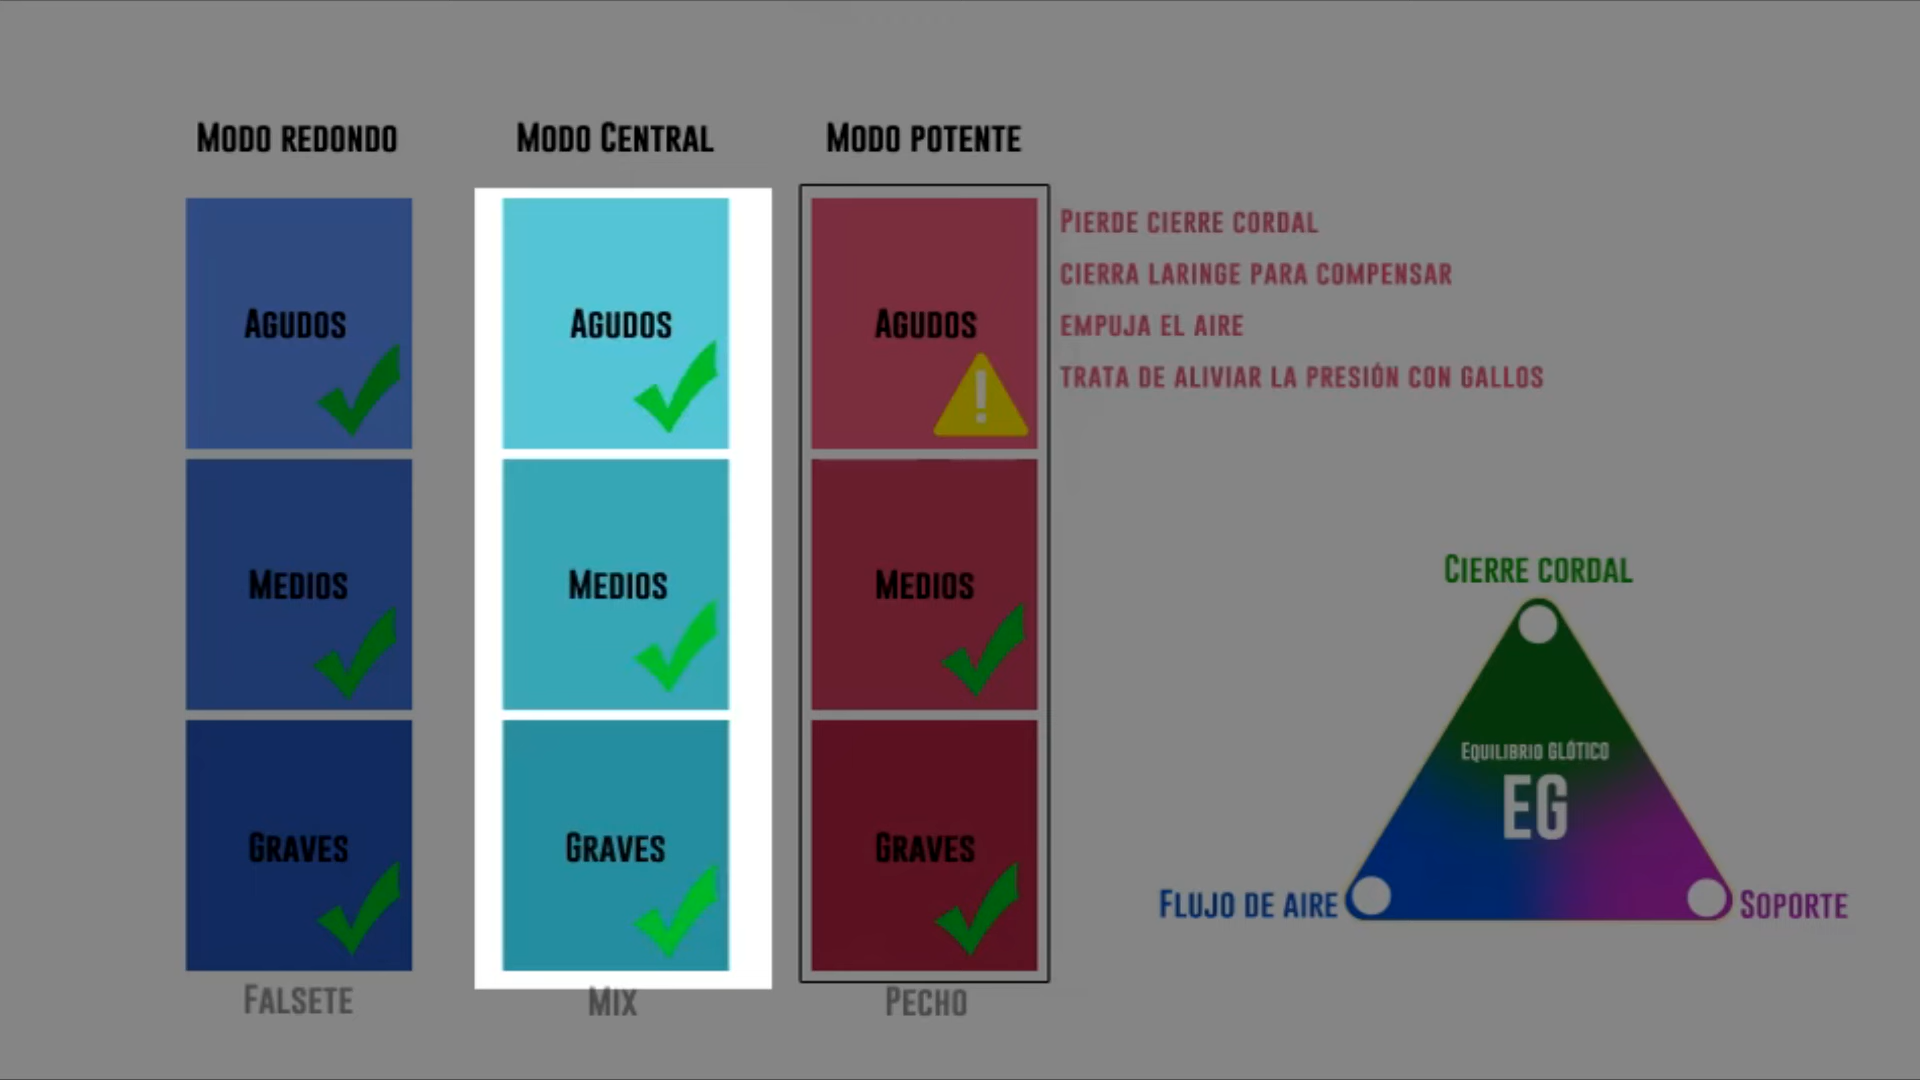 Modo redondo
Modo Central
Modo potente
Agudos
Agudos
Agudos
Pierde cierre cordal
cierra laringe para compensar
empuja el aire
trata de aliviar la presión con gallos
Medios
Medios
Medios
Graves
Graves
Graves
Falsete
Mix
Pecho
Cierre cordal
Equilibrio glótico
EG
Flujo de aire
Soporte